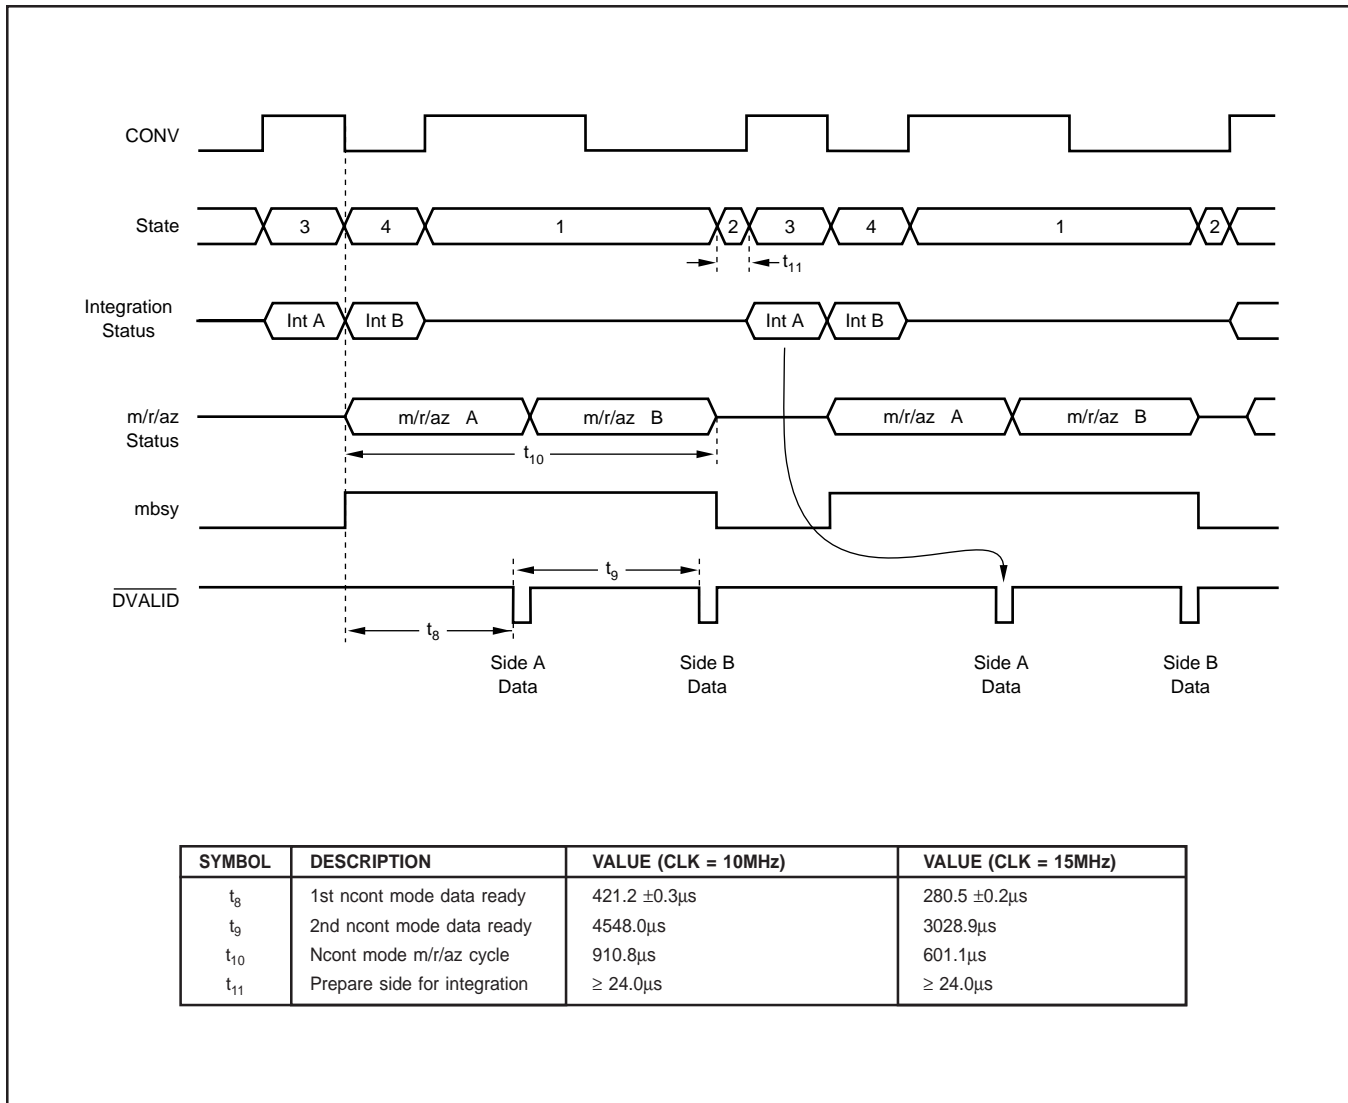 CONV
State
3 4 1 2 3 4 1 2
t11
Integration
Status
Int A Int B Int A Int B
m/r/az
Status
m/r/az A m/r/az B m/r/az A m/r/az B
t10
mbsy
DVALID
t9
t8
Side A
Data
Side B
Data
Side A
Data
Side B
Data
SYMBOL DESCRIPTION VALUE (CLK = 10MHz) VALUE (CLK = 15MHz)
t8 1st ncont mode data ready 421.2 ±0.3µs 280.5 ±0.2µs
t9 2nd ncont mode data ready 4548.0µs 3028.9µs
t10 Ncont mode m/r/az cycle 910.8µs 601.1µs
t11 Prepare side for integration ≥ 24.0µs ≥ 24.0µs